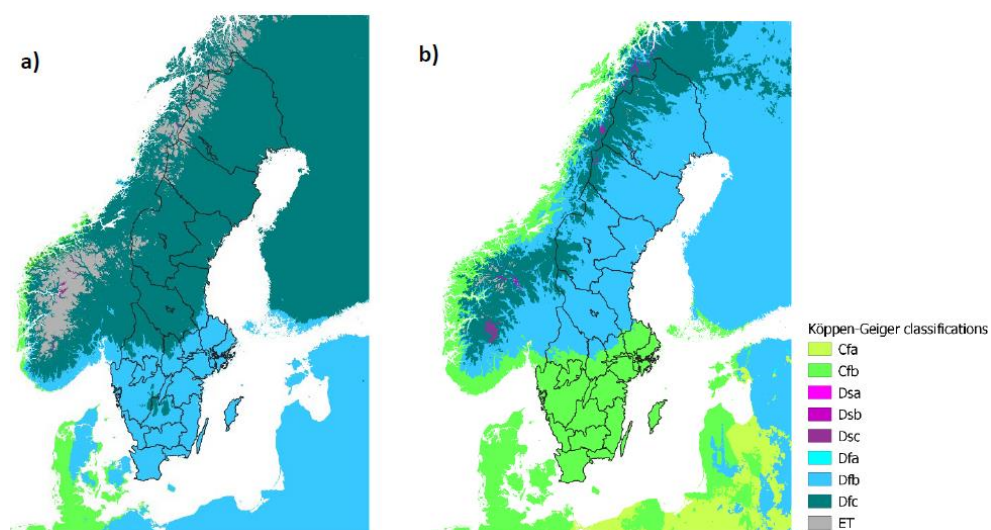 a)
b)
Köppen-Geiger classifications
Cfa
Cfb
Dsa
Dsb
Dsc
Dfa
Dfb
Dfc
ET